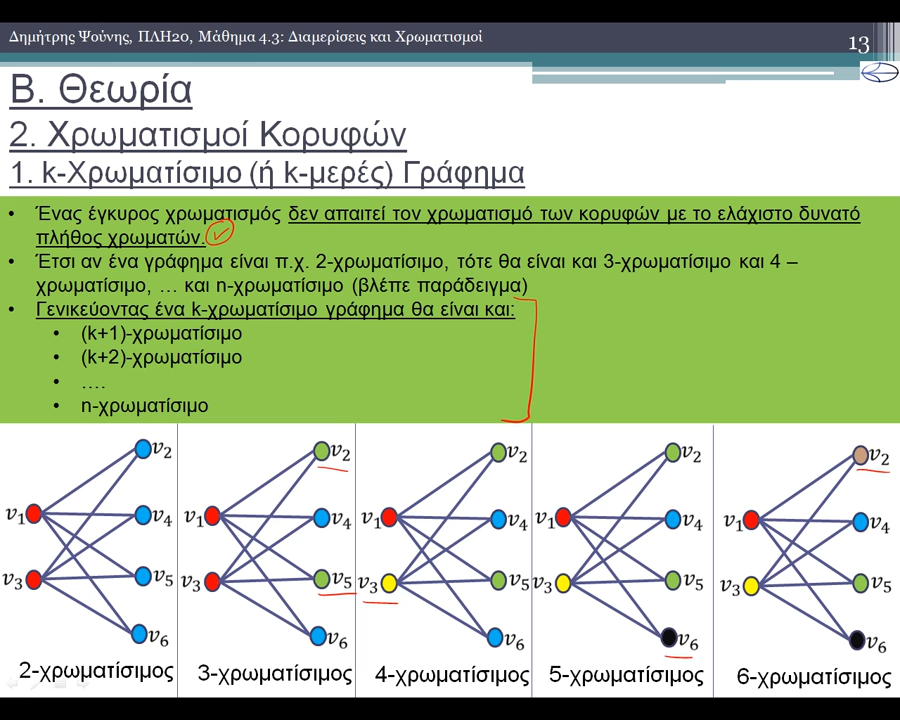 Δημήτρης Ψούνης, ΠΛΗ20, Μάθημα 4.3: Διαμερίσεις και Χρωματισμοί
13
Β. Θεωρία
2. Χρωματισμοί Κορυφών
1. k-Χρωματίσιμο (ή k-μερές) Γράφημα
• Ένας έγκυρος χρωματισμός δεν απαιτεί τον χρωματισμό των κορυφών με το ελάχιστο δυνατό
πλήθος χρωμάτων.
• Έτσι αν ένα γράφημα είναι π.χ. 2-χρωματίσιμο, τότε θα είναι και 3-χρωματίσιμο και 4 –
χρωματίσιμο, … και n-χρωματίσιμο (βλέπε παράδειγμα)
• Γενικεύοντας ένα k-χρωματίσιμο γράφημα θα είναι και:
• (k+1)-χρωματίσιμο
• (k+2)-χρωματίσιμο
• ….
• n-χρωματίσιμο
v1 v2 v3 v4 v5 v6
2-χρωματίσιμος
v1 v2 v3 v4 v5 v6
3-χρωματίσιμος
v1 v2 v3 v4 v5 v6
4-χρωματίσιμος
v1 v2 v3 v4 v5 v6
5-χρωματίσιμος
v1 v2 v3 v4 v5 v6
6-χρωματίσιμος